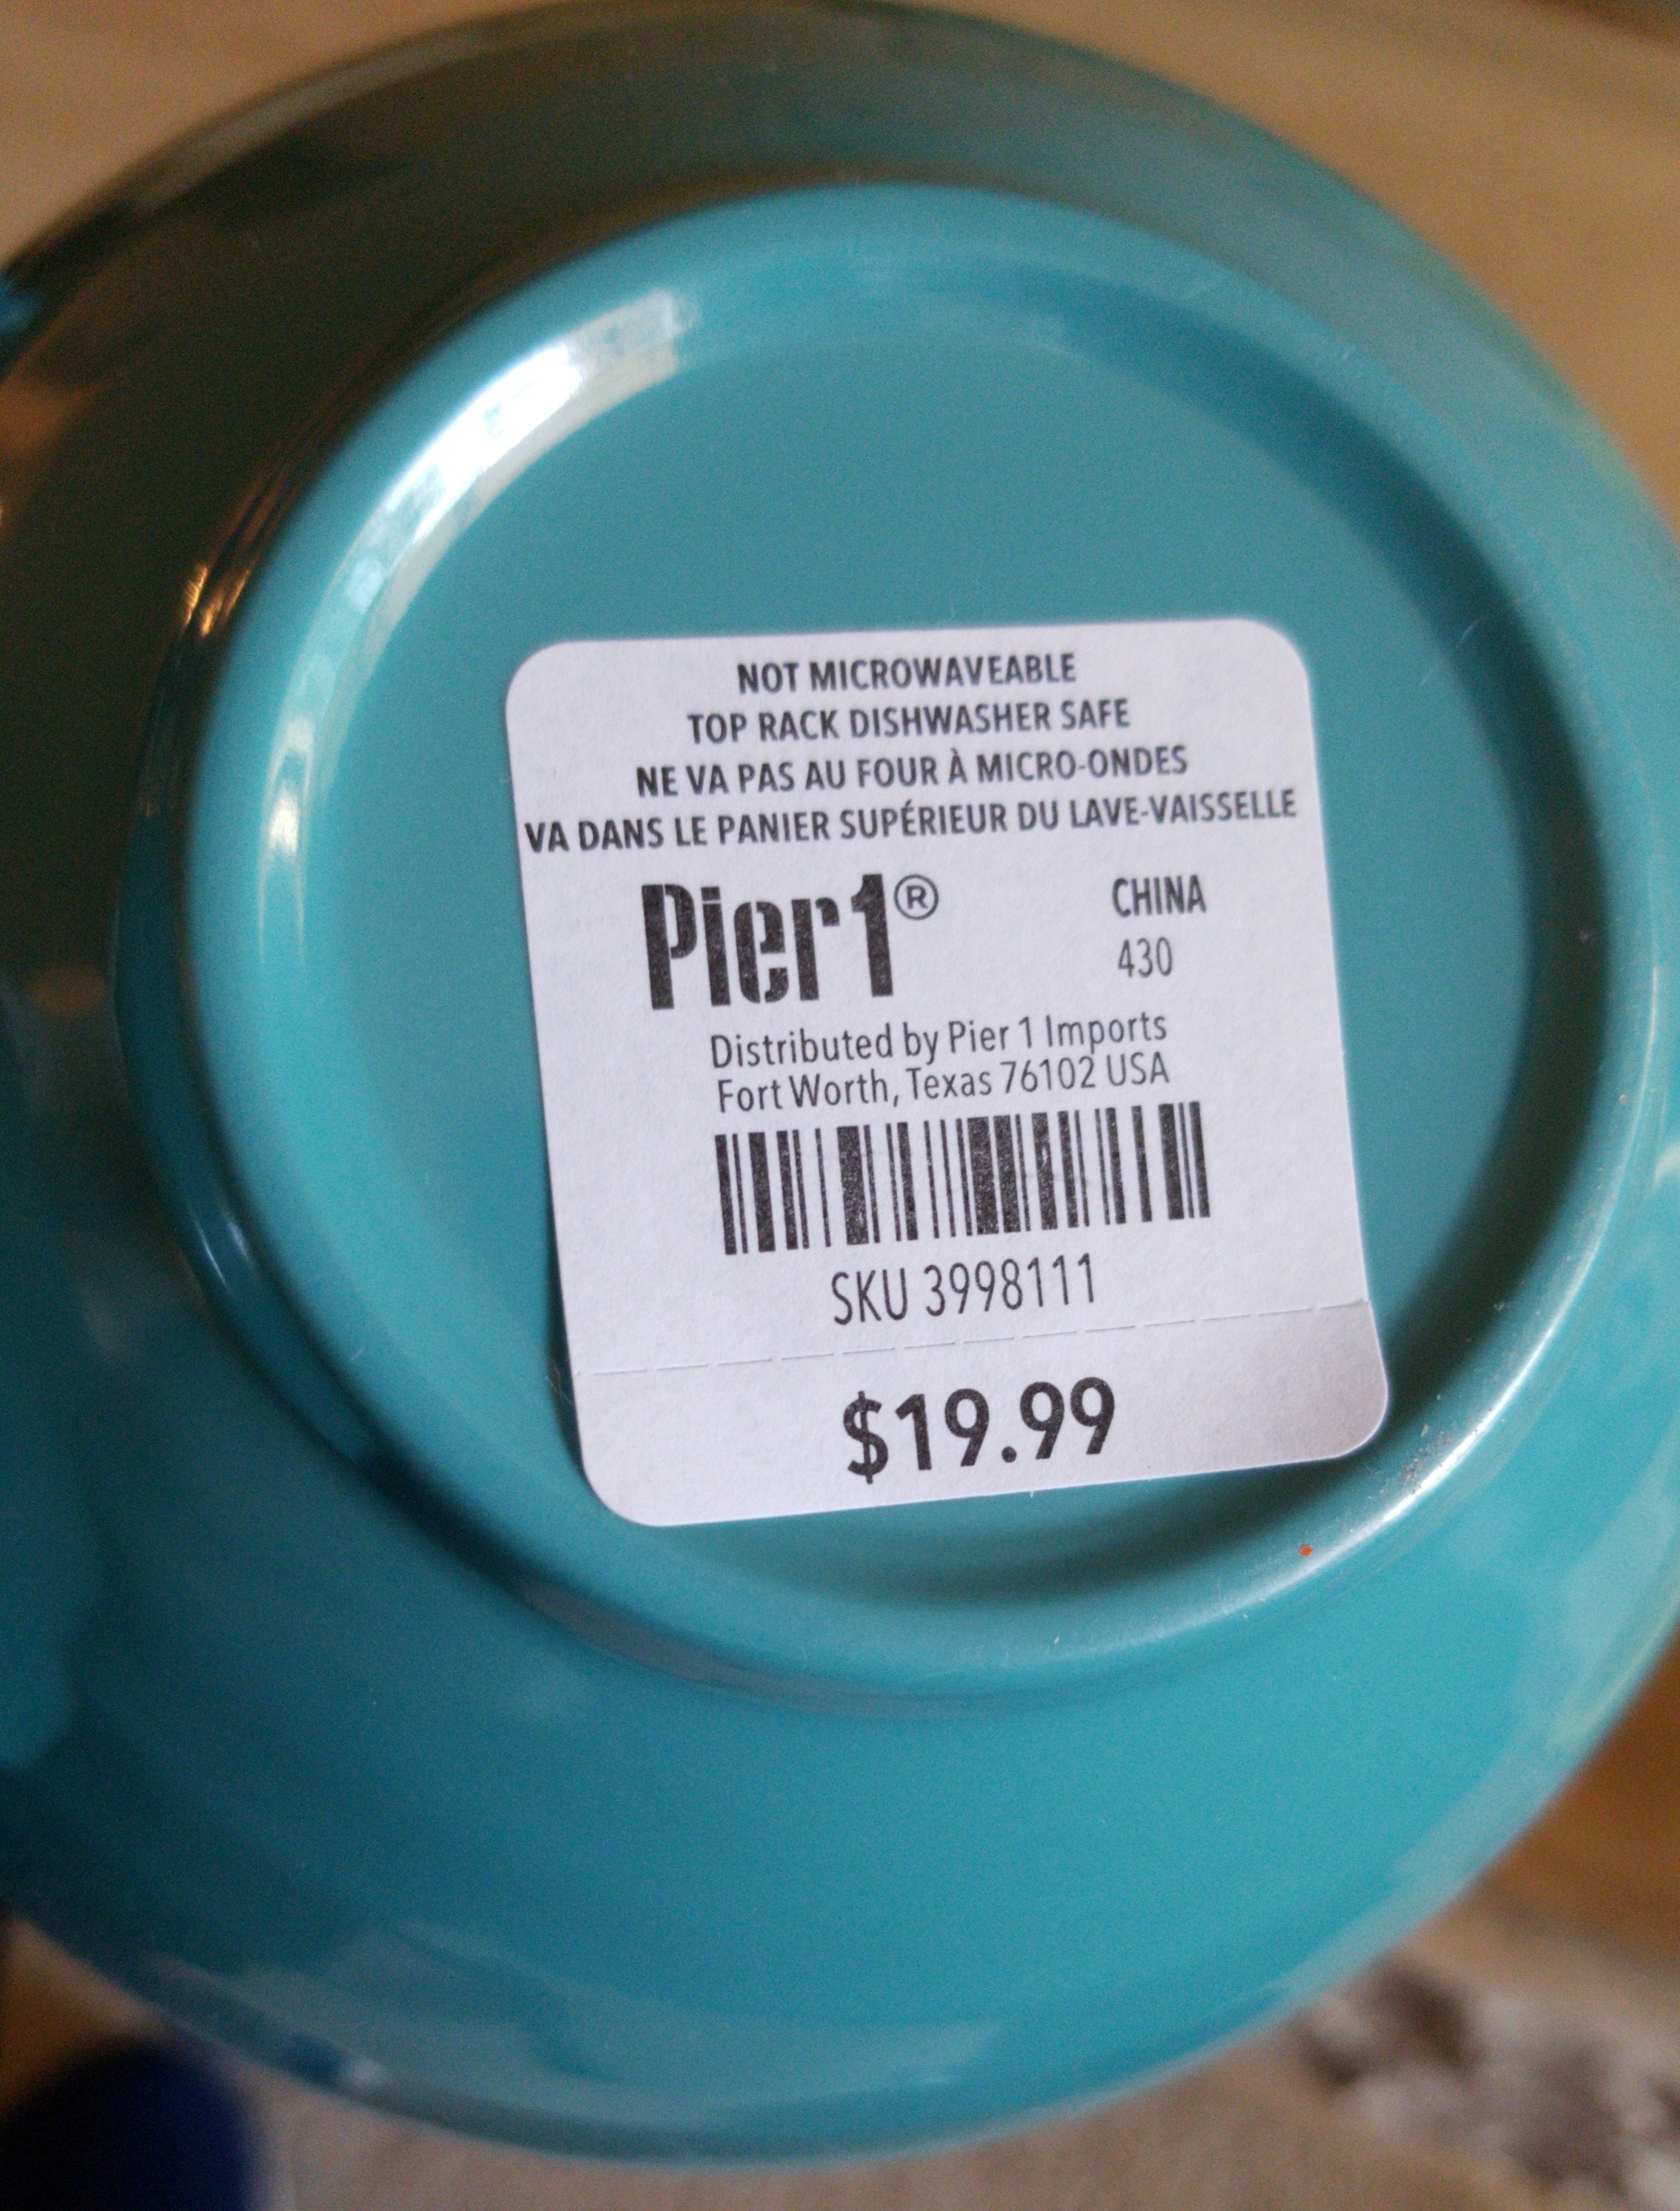 NOT MICROWAVEABLE
TOP RACK DISHWASHER SAFE
NE VA PAS AU FOUR À MICRO-ONDES
VA DANS LE PANIER SUPÉRIEUR DU LAVE-VAISSELLE
Pier1® CHINA
430
Distributed by Pier 1 Imports
Fort Worth, Texas 76102 USA
SKU 3998111
$19.99